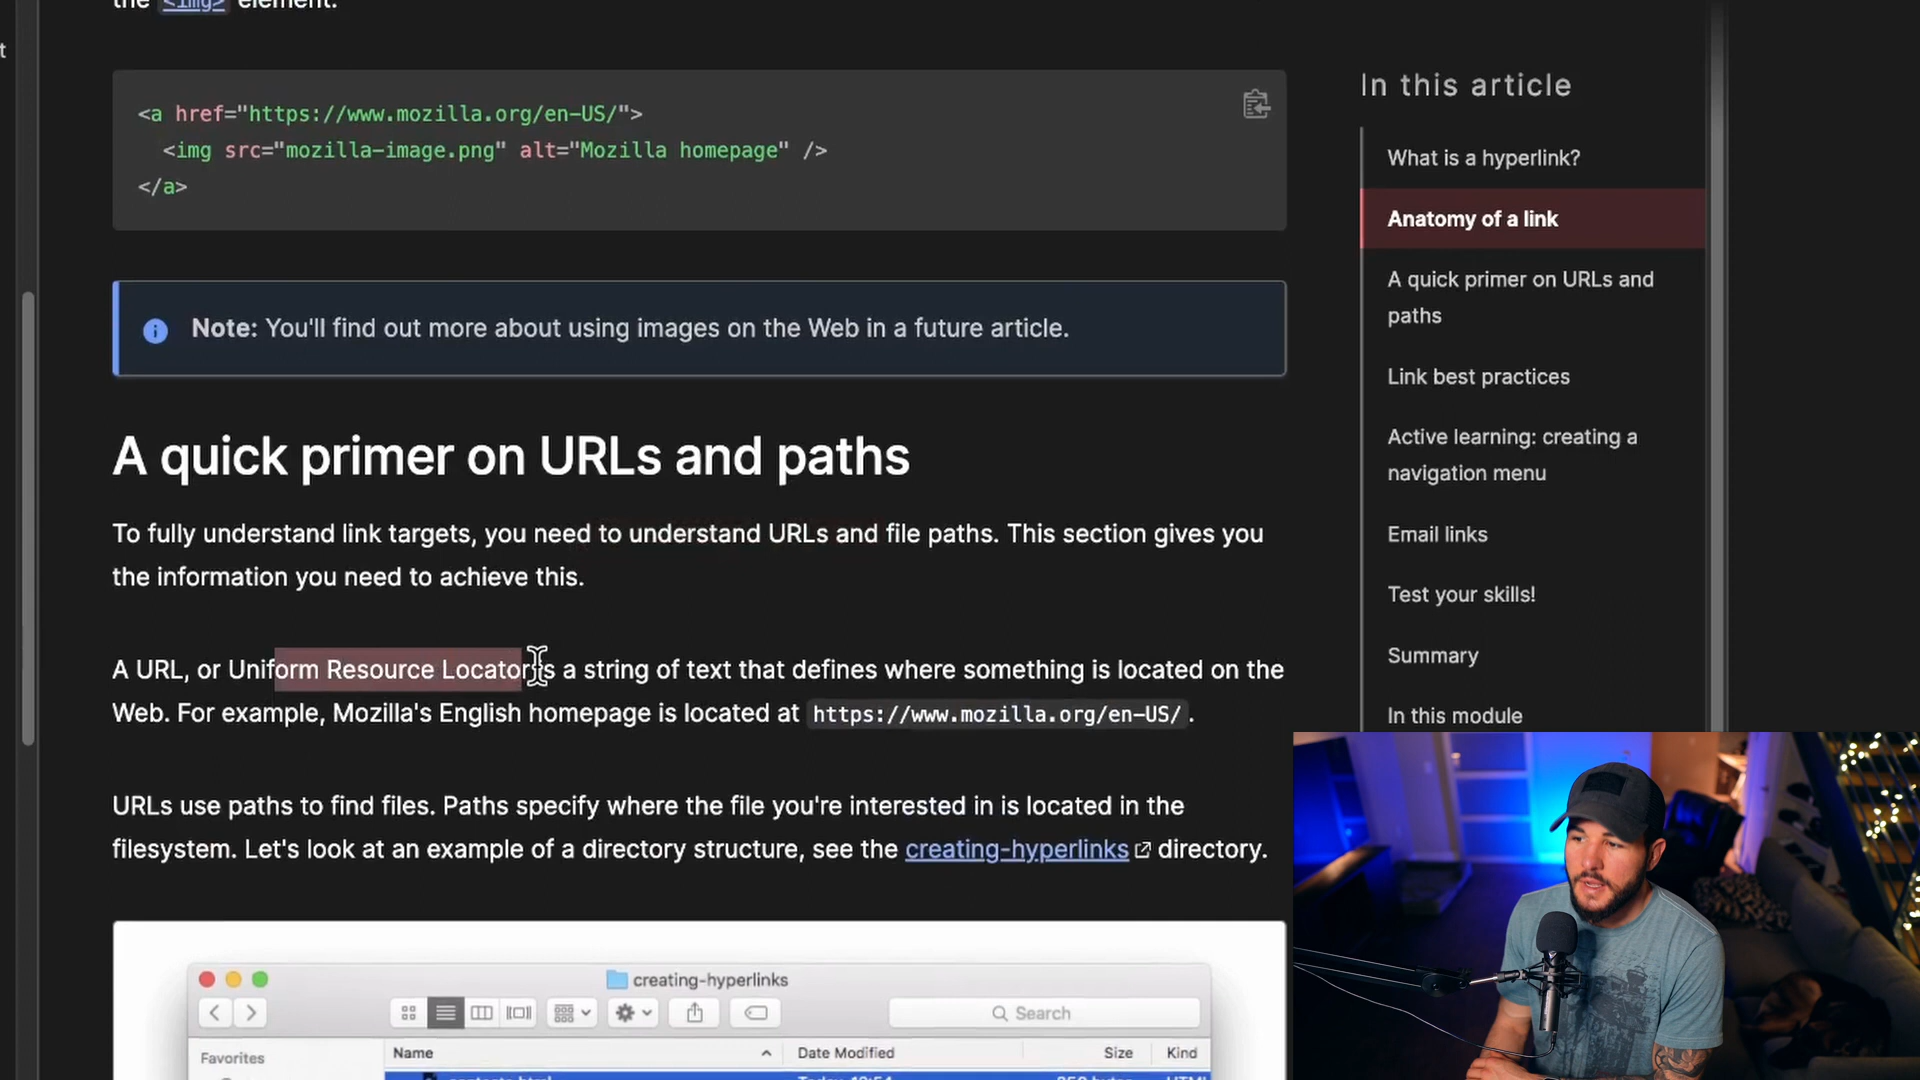 the <img> element.
t
<a href="https://www.mozilla.org/en-US/">
<img src="mozilla-image.png" alt="Mozilla homepage" />
</a>
Note: You'll find out more about using images on the Web in a future article.
A quick primer on URLs and paths
To fully understand link targets, you need to understand URLs and file paths. This section gives you
the information you need to achieve this.
A URL, or Uniform Resource Locator is a string of text that defines where something is located on the
Web. For example, Mozilla's English homepage is located at https://www.mozilla.org/en-US/ .
URLs use paths to find files. Paths specify where the file you're interested in is located in the
filesystem. Let's look at an example of a directory structure, see the creating-hyperlinks directory.
creating-hyperlinks
Search
Favorites
Name Date Modified Size Kind
In this article
What is a hyperlink?
Anatomy of a link
A quick primer on URLs and
paths
Link best practices
Active learning: creating a
navigation menu
Email links
Test your skills!
Summary
In this module